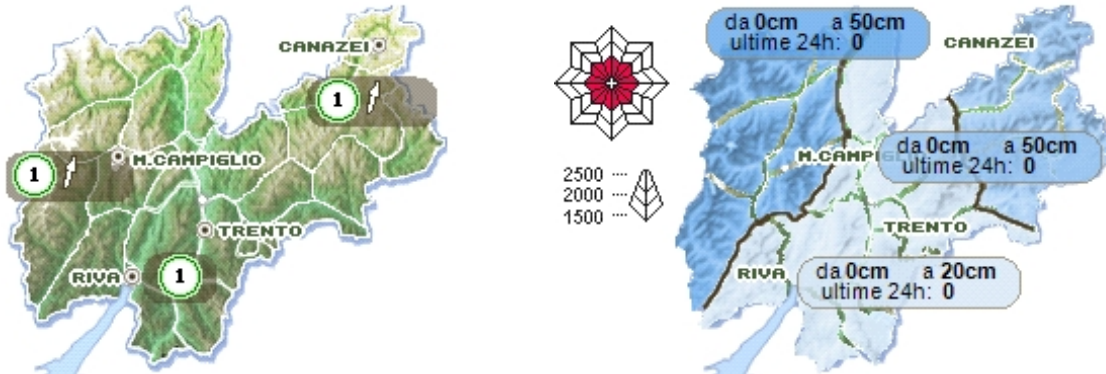 CANAZEI
1
1
M.CAMPIGLIO
TRENTO
RIVA
1
2500
2000
1500
da 0cm a 50cm
ultime 24h: 0
CANAZEI
da 0cm a 50cm
ultime 24h: 0
TRENTO
RIVA
da 0cm a 20cm
ultime 24h: 0